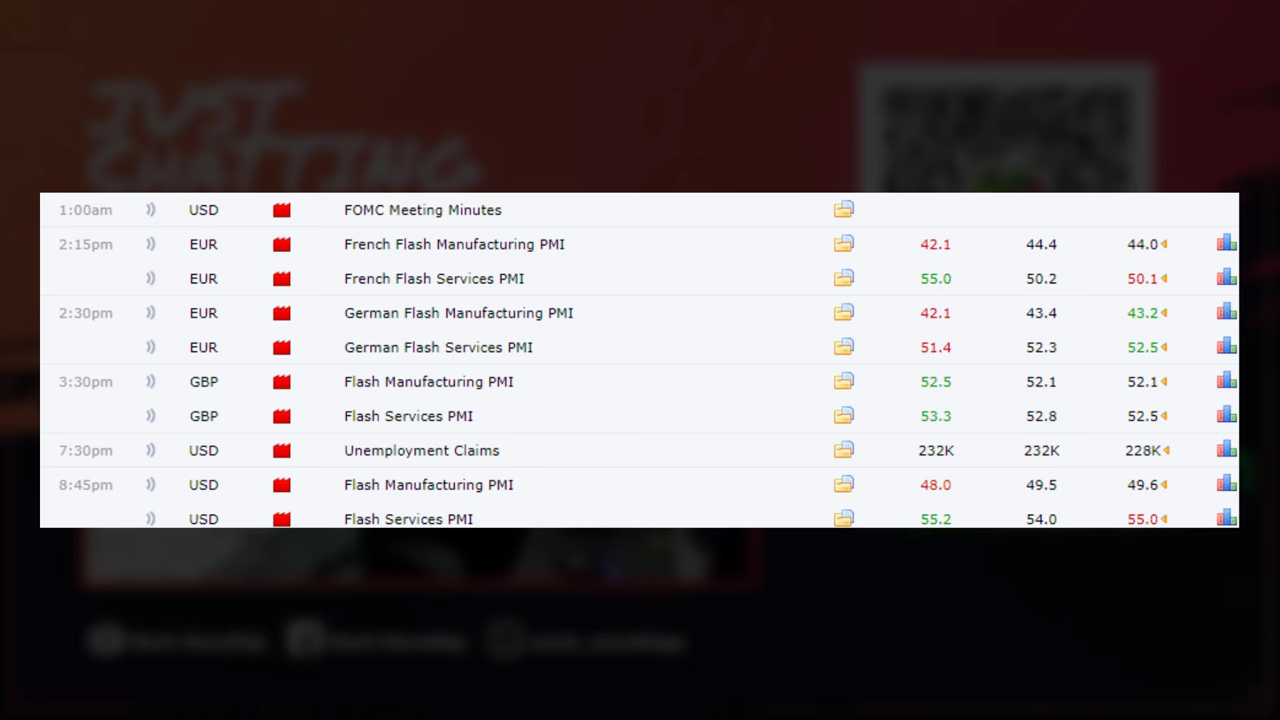 JUST
CHATTING
1:00am USD FOMC Meeting Minutes
2:15pm EUR French Flash Manufacturing PMI 42.1 44.4 44.0
EUR French Flash Services PMI 55.0 50.2 50.1
2:30pm EUR German Flash Manufacturing PMI 42.1 43.4 43.2
EUR German Flash Services PMI 51.4 52.3 52.5
3:30pm GBP Flash Manufacturing PMI 52.5 52.1 52.1
GBP Flash Services PMI 53.3 52.8 52.5
7:30pm USD Unemployment Claims 232K 232K 228K
8:45pm USD Flash Manufacturing PMI 48.0 49.5 49.6
USD Flash Services PMI 55.2 54.0 55.0